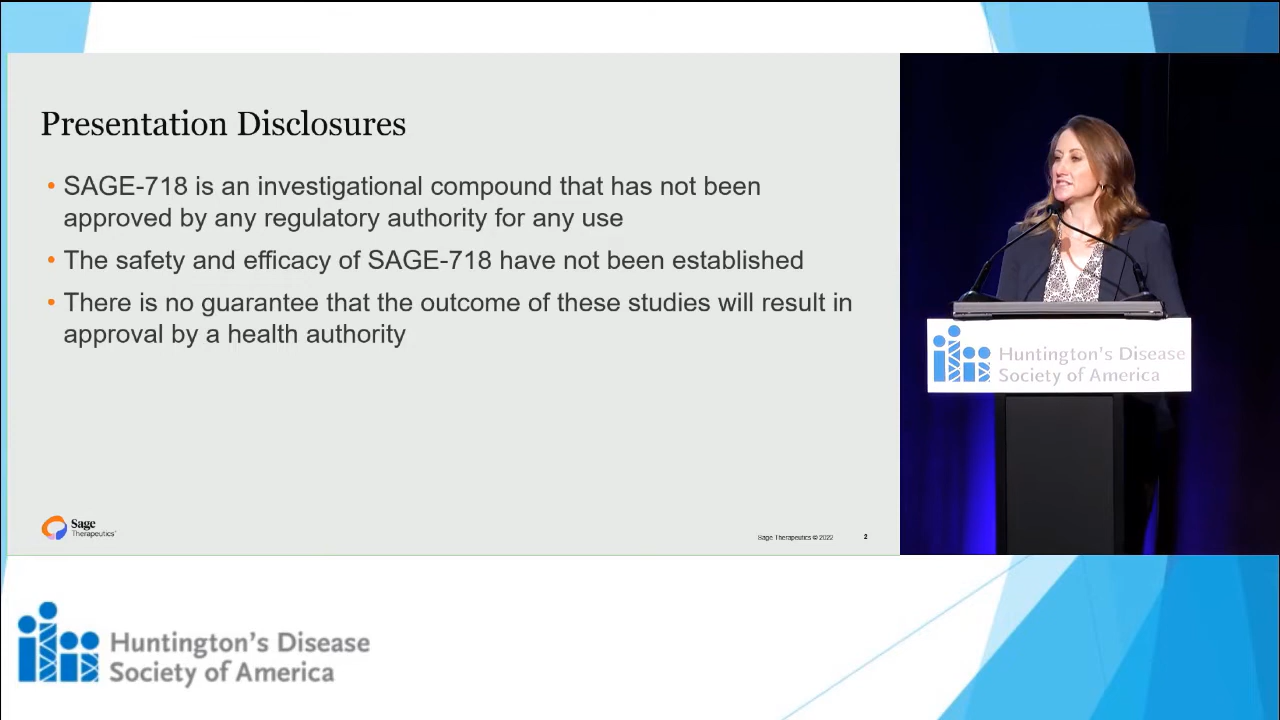 Presentation Disclosures
• SAGE-718 is an investigational compound that has not been
approved by any regulatory authority for any use
• The safety and efficacy of SAGE-718 have not been established
• There is no guarantee that the outcome of these studies will result in
approval by a health authority
Sage
Therapeutics™
Sage Therapeutics © 2022
2
Huntington's Disease
Society of America
Huntington's Disease
Society of America